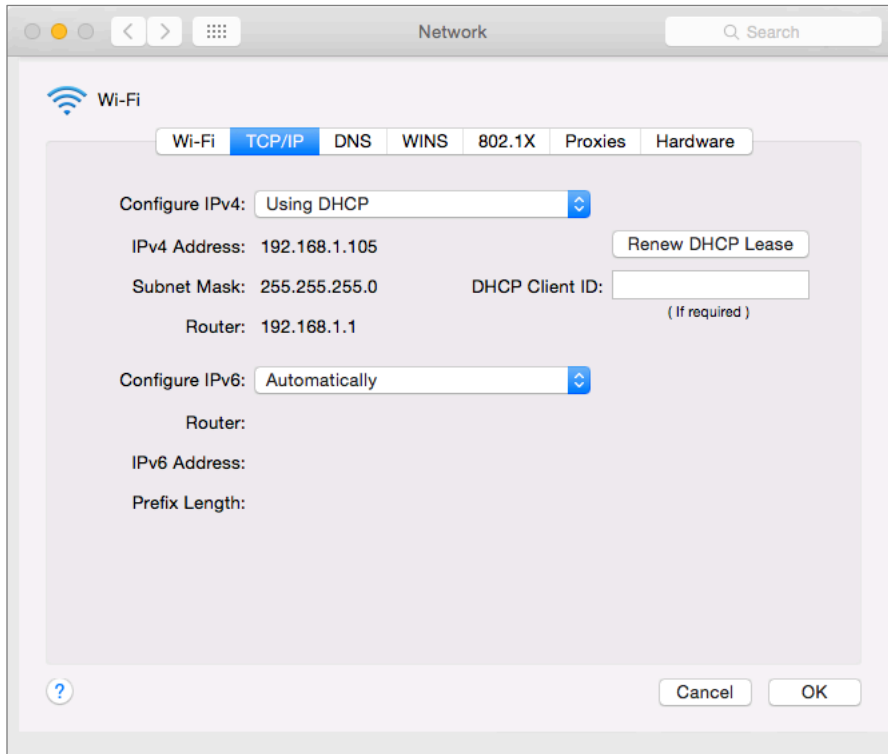 Network
Search
Wi-Fi
Wi-Fi TCP/IP DNS WINS 802.1X Proxies Hardware
Configure IPv4: Using DHCP
IPv4 Address: 192.168.1.105 Renew DHCP Lease
Subnet Mask: 255.255.255.0 DHCP Client ID:
( If required )
Router: 192.168.1.1
Configure IPv6: Automatically
Router:
IPv6 Address:
Prefix Length:
? Cancel OK